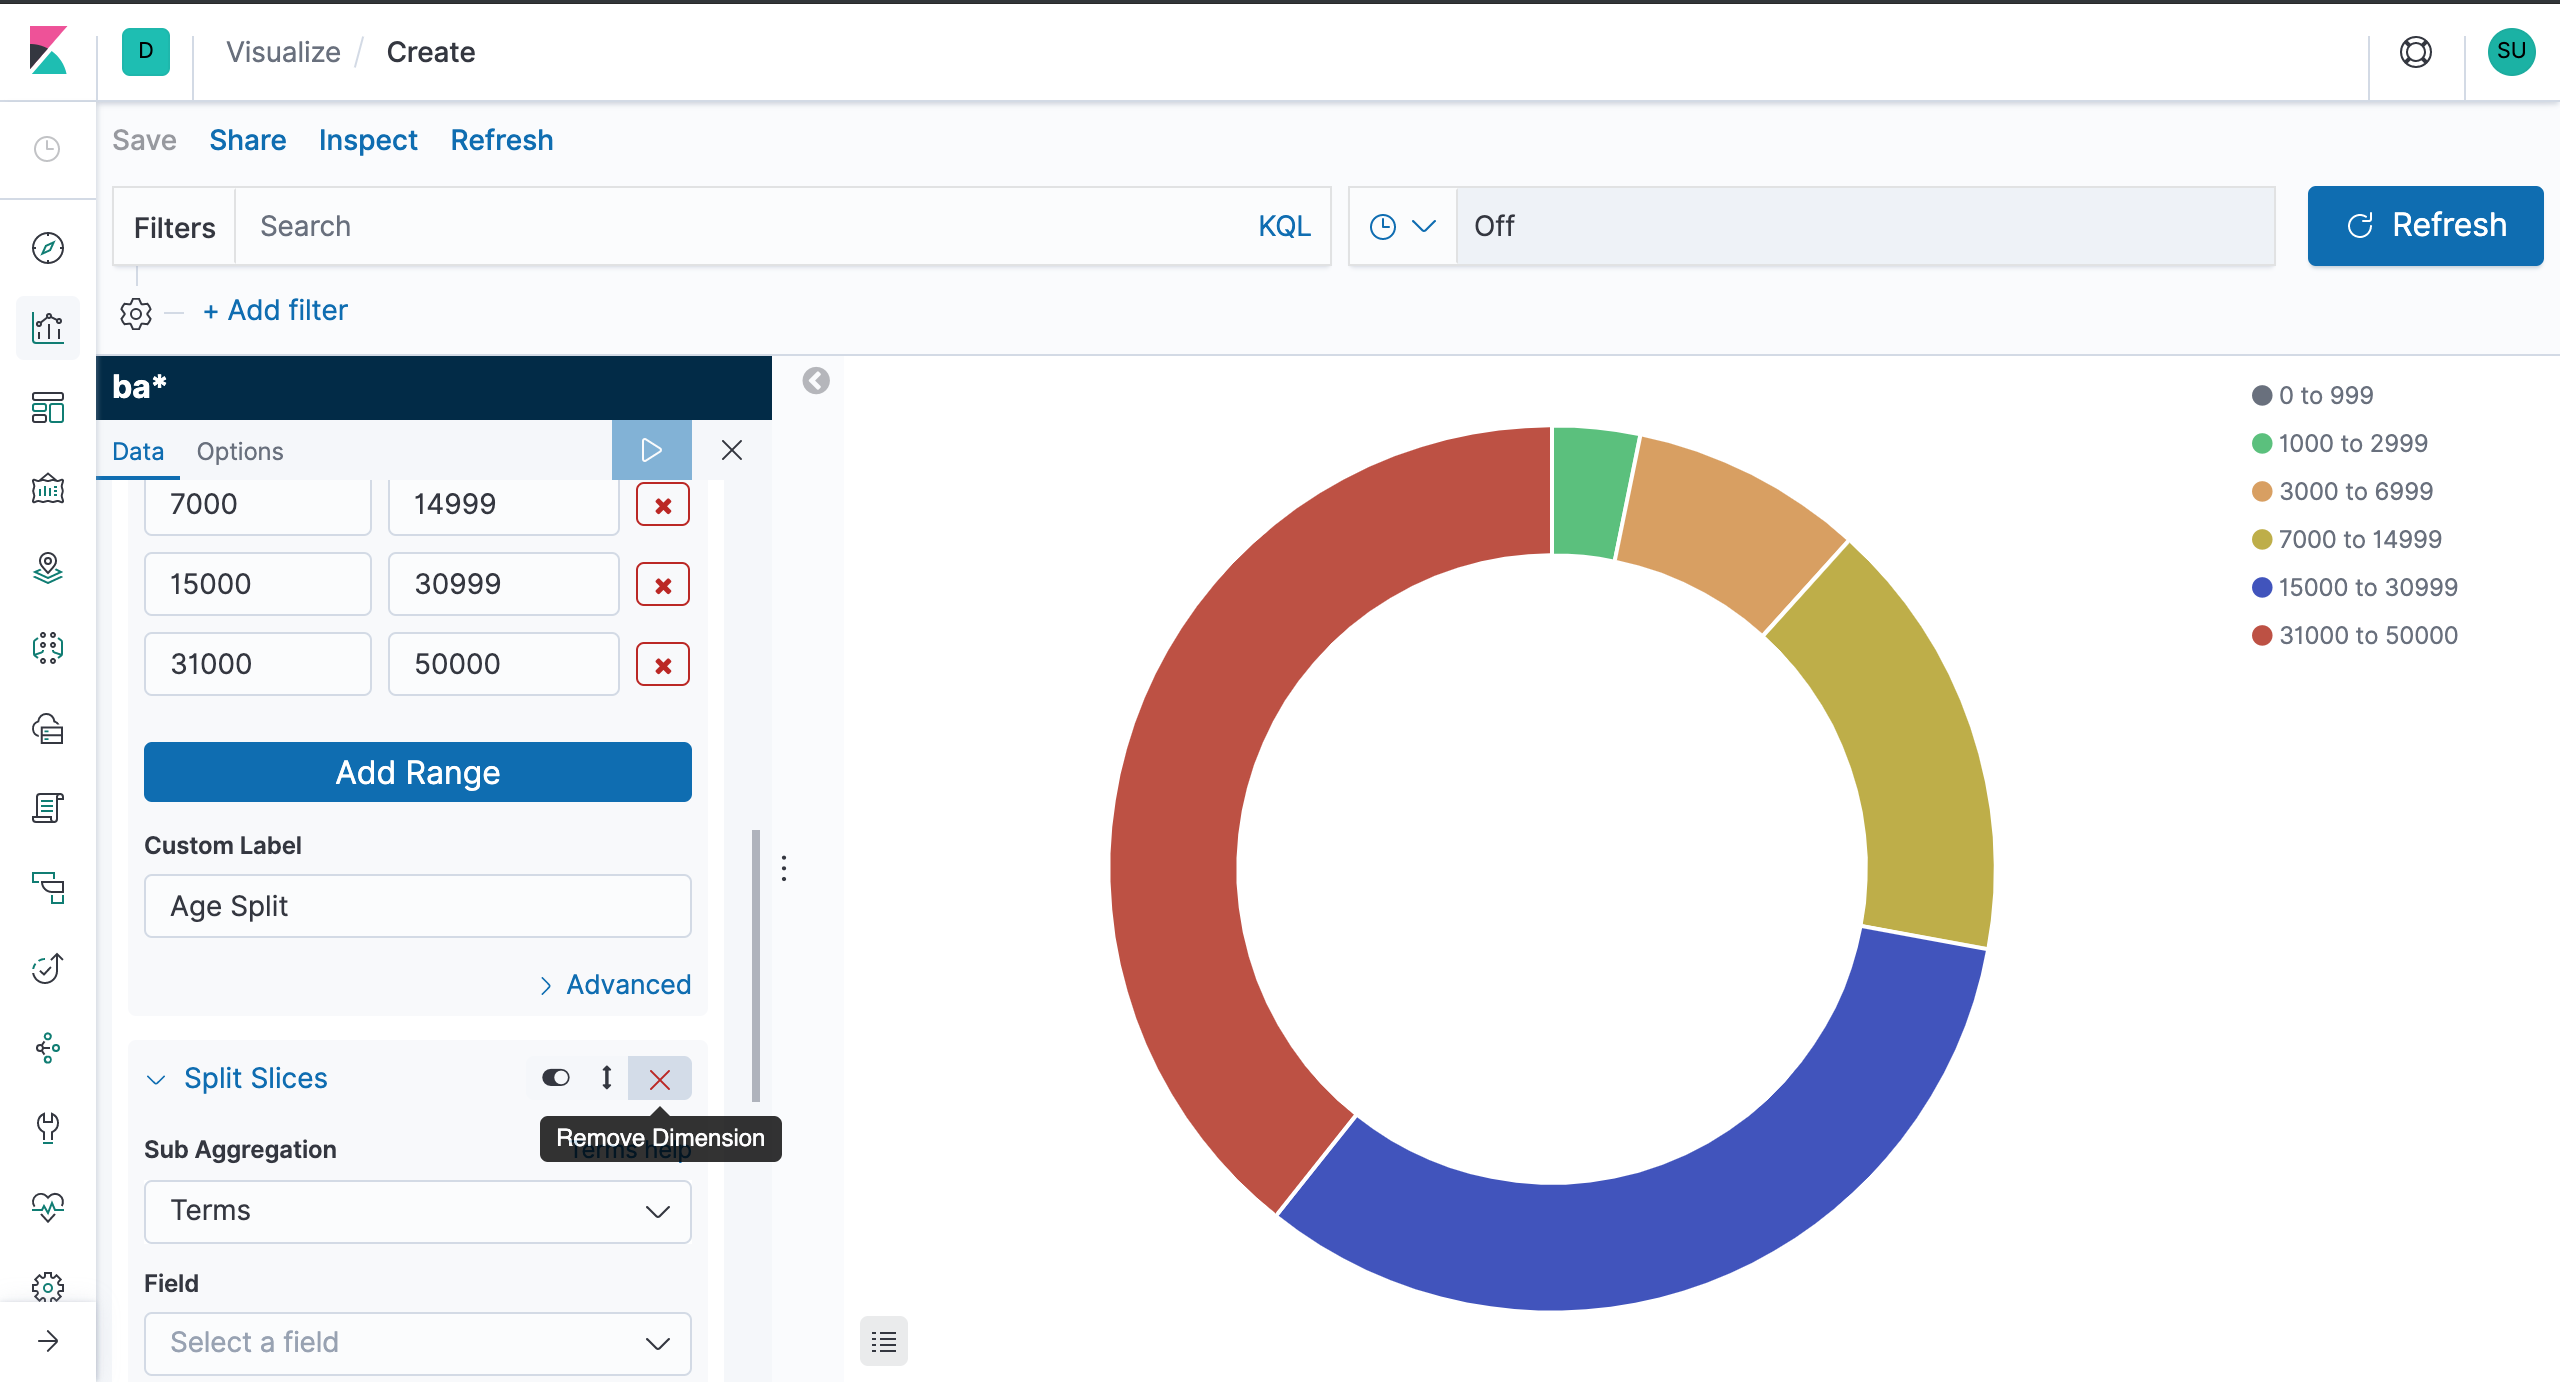 D
Visualize / Create
SU
Save Share Inspect Refresh
Filters Search KQL
Off
Refresh
+ Add filter
ba*
Data Options
7000 14999
15000 30999
31000 50000
Add Range
Custom Label
Age Split
Advanced
Split Slices
Remove Dimension
Sub Aggregation Terms help
Terms
Field
Select a field
0 to 999
1000 to 2999
3000 to 6999
7000 to 14999
15000 to 30999
31000 to 50000